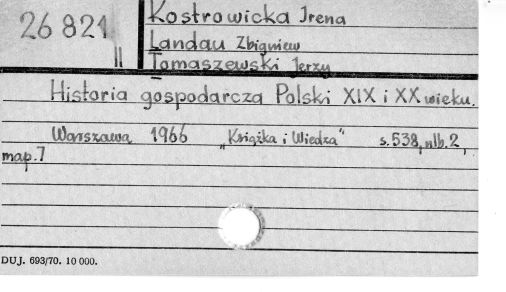 26 821
II
Kostrowicka Irena
Landau Zbigniew
Tomaszewski Jerzy
Historia gospodarcza Polski XIX i XX wieku.
Warszawa 1966 „Książka i Wiedza" s.538, nlb.2,
map.7
DUJ. 693/70. 10 000.